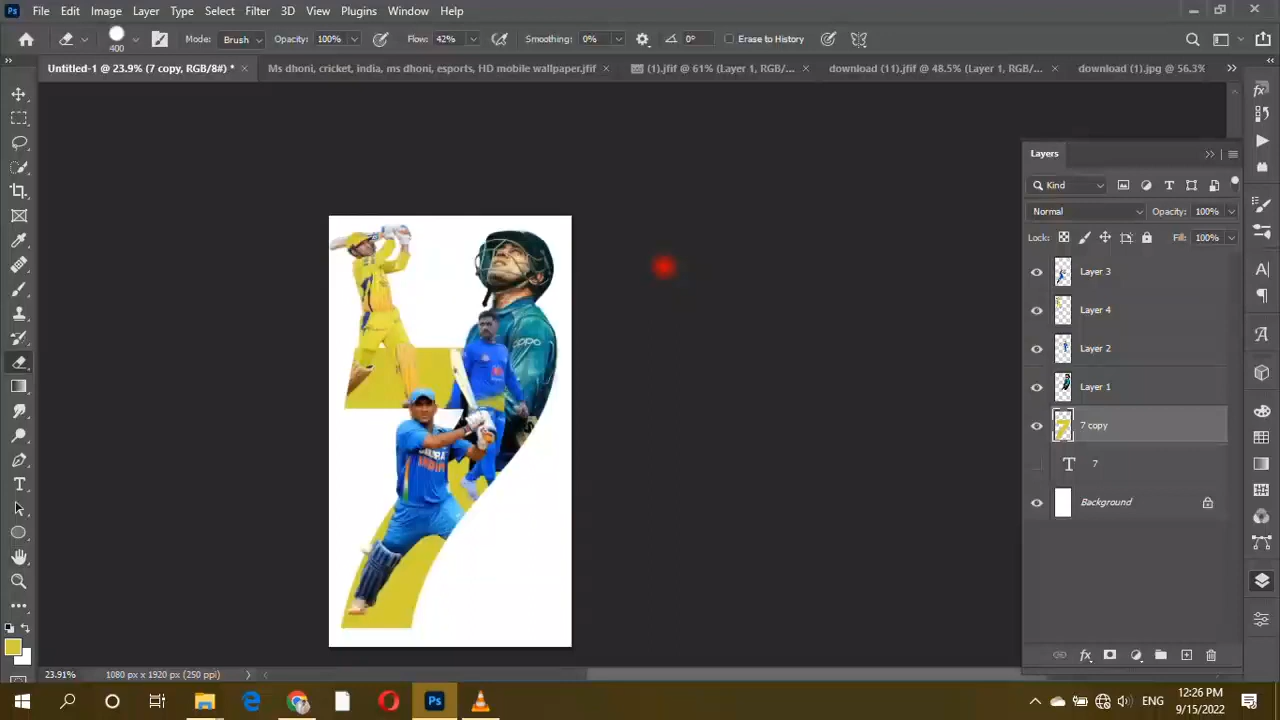 Ps File Edit Image Layer Type Select Filter 3D View Plugins Window Help
400 Mode: Brush Opacity: 100% Flow: 42% Smoothing: 0% 0° Erase to History
Untitled-1 @ 23.9% (7 copy, RGB/8#) * × Ms dhoni, cricket, india, ms dhoni, esports, HD mobile wallpaper.jfif × (1).jfif @ 61% (Layer 1, RGB/... × download (11).jfif @ 48.5% (Layer 1, RGB/... × download (1).jpg @ 56.3%
Layers
Kind
Normal Opacity: 100%
Lock: Fill: 100%
Layer 3
Layer 4
Layer 2
Layer 1
7 copy
T 7
Background
oppo
INDIA
23.91% 1080 px x 1920 px (250 ppi)
Ps ENG 12:26 PM
9/15/2022